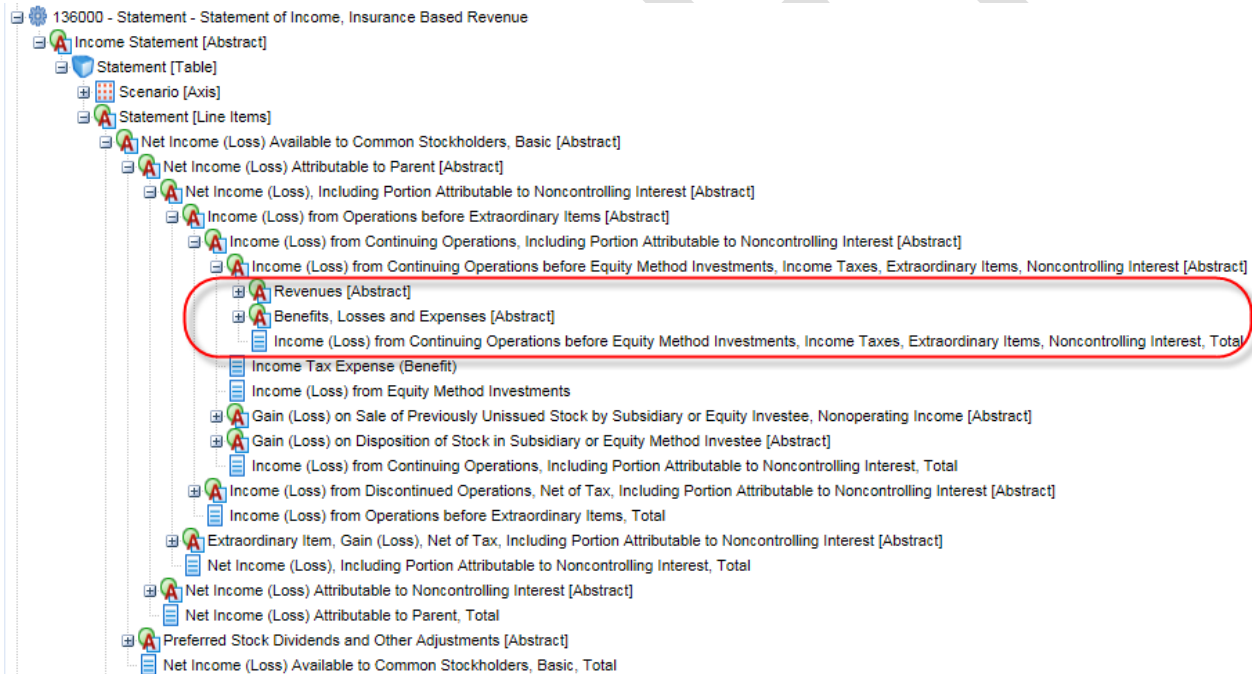 136000 - Statement - Statement of Income, Insurance Based Revenue
Income Statement [Abstract]
Statement [Table]
Scenario [Axis]
Statement [Line Items]
Net Income (Loss) Available to Common Stockholders, Basic [Abstract]
Net Income (Loss) Attributable to Parent [Abstract]
Net Income (Loss), Including Portion Attributable to Noncontrolling Interest [Abstract]
Income (Loss) from Operations before Extraordinary Items [Abstract]
Income (Loss) from Continuing Operations, Including Portion Attributable to Noncontrolling Interest [Abstract]
Income (Loss) from Continuing Operations before Equity Method Investments, Income Taxes, Extraordinary Items, Noncontrolling Interest [Abstract]
Revenues [Abstract]
Benefits, Losses and Expenses [Abstract]
Income (Loss) from Continuing Operations before Equity Method Investments, Income Taxes, Extraordinary Items, Noncontrolling Interest, Total
Income Tax Expense (Benefit)
Income (Loss) from Equity Method Investments
Gain (Loss) on Sale of Previously Unissued Stock by Subsidiary or Equity Investee, Nonoperating Income [Abstract]
Gain (Loss) on Disposition of Stock in Subsidiary or Equity Method Investee [Abstract]
Income (Loss) from Continuing Operations, Including Portion Attributable to Noncontrolling Interest, Total
Income (Loss) from Discontinued Operations, Net of Tax, Including Portion Attributable to Noncontrolling Interest [Abstract]
Income (Loss) from Operations before Extraordinary Items, Total
Extraordinary Item, Gain (Loss), Net of Tax, Including Portion Attributable to Noncontrolling Interest [Abstract]
Net Income (Loss), Including Portion Attributable to Noncontrolling Interest, Total
Net Income (Loss) Attributable to Noncontrolling Interest [Abstract]
Net Income (Loss) Attributable to Parent, Total
Preferred Stock Dividends and Other Adjustments [Abstract]
Net Income (Loss) Available to Common Stockholders, Basic, Total